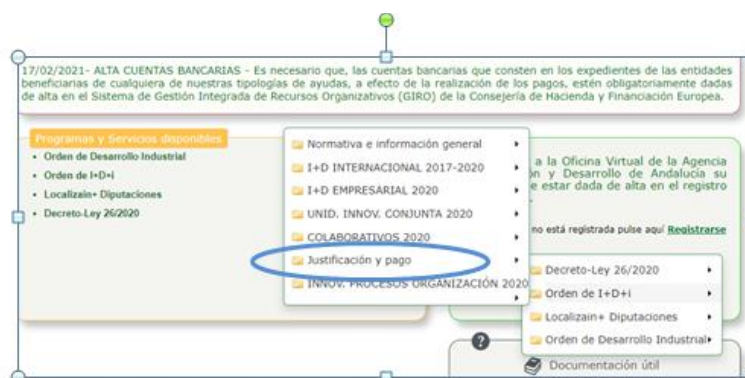 17/02/2021- ALTA CUENTAS BANCARIAS - Es necesario que, las cuentas bancarias que consten en los expedientes de las entidades
beneficiarias de cualquiera de nuestras tipologías de ayudas, a efecto de la realización de los pagos, estén obligatoriamente dadas
de alta en el Sistema de Gestión Integrada de Recursos Organizativos (GIRO) de la Consejería de Hacienda y Financiación Europea.
Programas y Servicios disponibles
Orden de Desarrollo Industrial
Orden de I+D+i
Localizain+ Diputaciones
Decreto-Ley 26/2020
Normativa e información general
I+D INTERNACIONAL 2017-2020
I+D EMPRESARIAL 2020
UNID. INNOV. CONJUNTA 2020
COLABORATIVOS 2020
Justificación y pago
INNOV. PROCESOS ORGANIZACIÓN 2020
a la Oficina Virtual de la Agencia
ón y Desarrollo de Andalucía su
e estar dada de alta en el registro
no está registrada pulse aquí Registrarse
Decreto-Ley 26/2020
Orden de I+D+i
Localizain+ Diputaciones
Orden de Desarrollo Industrial
?
Documentación útil